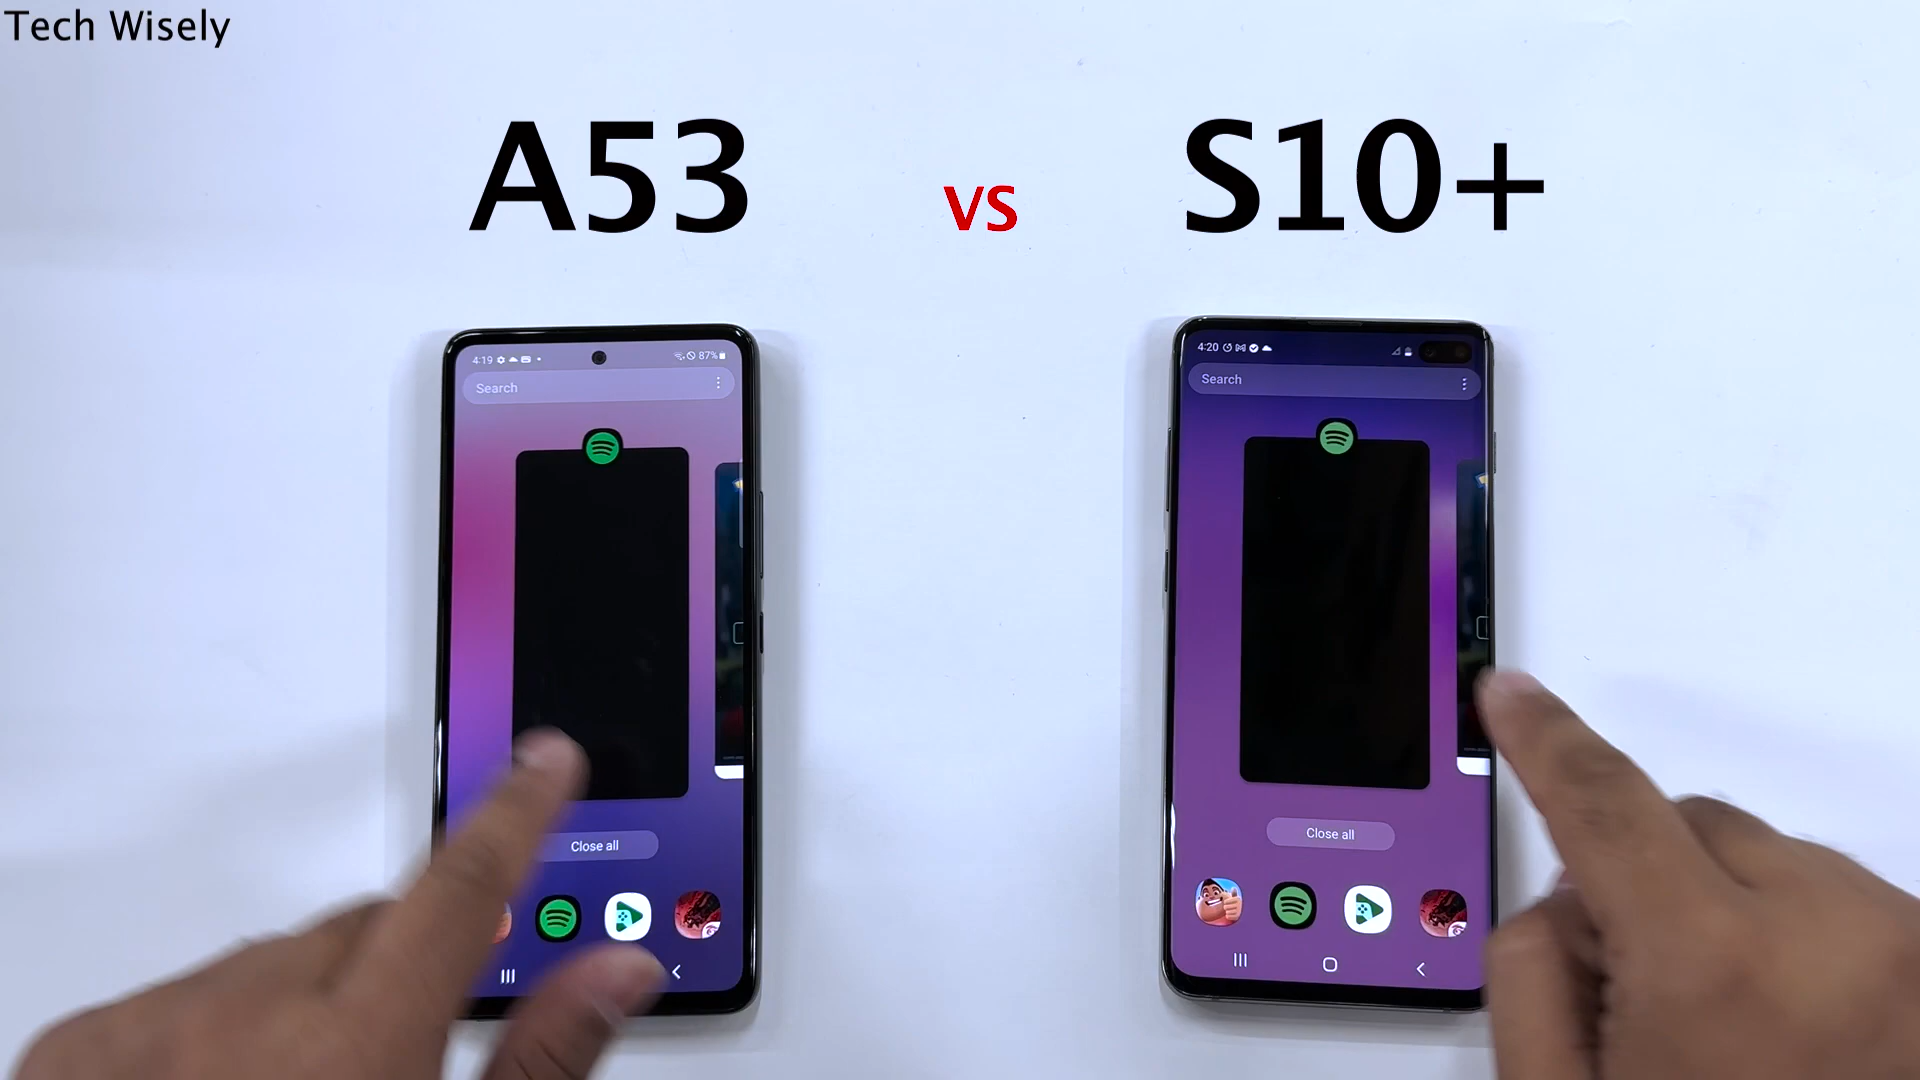 Tech Wisely
A53 vs S10+
4:19 87%
Search
Close all
4:20
Search
Close all